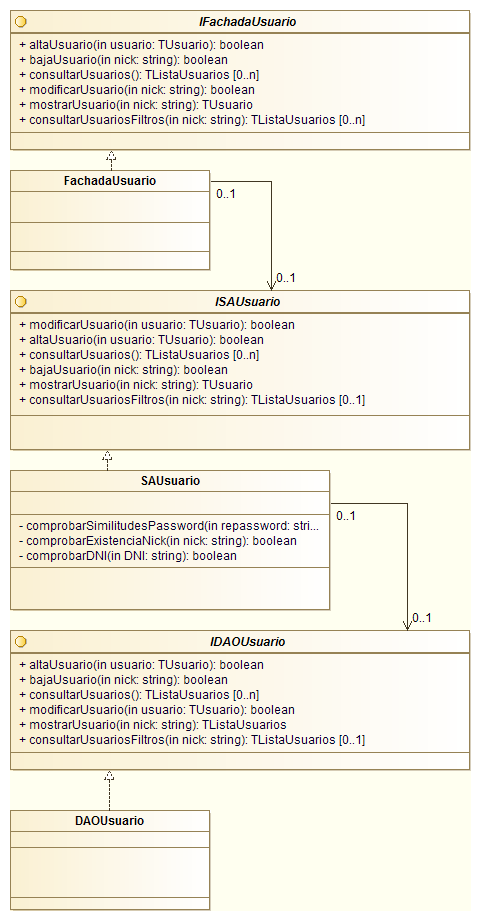 IFachadaUsuario
+ altaUsuario(in usuario: TUsuario): boolean
+ bajaUsuario(in nick: string): boolean
+ consultarUsuarios(): TListaUsuarios [0..n]
+ modificarUsuario(in nick: string): boolean
+ mostrarUsuario(in nick: string): TUsuario
+ consultarUsuariosFiltros(in nick: string): TListaUsuarios [0..n]
FachadaUsuario
0..1
0..1
ISAUsuario
+ modificarUsuario(in usuario: TUsuario): boolean
+ altaUsuario(in usuario: TUsuario): boolean
+ consultarUsuarios(): TListaUsuarios [0..n]
+ bajaUsuario(in nick: string): boolean
+ mostrarUsuario(in nick: string): TUsuario
+ consultarUsuariosFiltros(in nick: string): TListaUsuarios [0..1]
SAUsuario
0..1
- comprobarSimilitudesPassword(in repassword: stri...
- comprobarExistenciaNick(in nick: string): boolean
- comprobarDNI(in DNI: string): boolean
0..1
IDAOUsuario
+ altaUsuario(in usuario: TUsuario): boolean
+ bajaUsuario(in nick: string): boolean
+ consultarUsuarios(): TListaUsuarios [0..n]
+ modificarUsuario(in usuario: TUsuario): boolean
+ mostrarUsuario(in nick: string): TListaUsuarios
+ consultarUsuariosFiltros(in nick: string): TListaUsuarios [0..1]
DAOUsuario